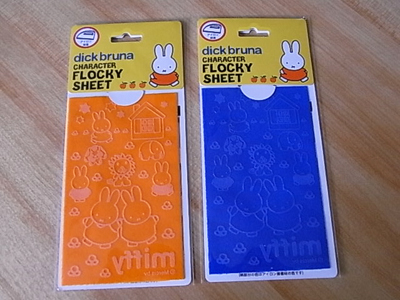 dick bruna
CHARACTER
FLOCKY
SHEET
miffy
dick bruna
CHARACTER
FLOCKY
SHEET
miffy